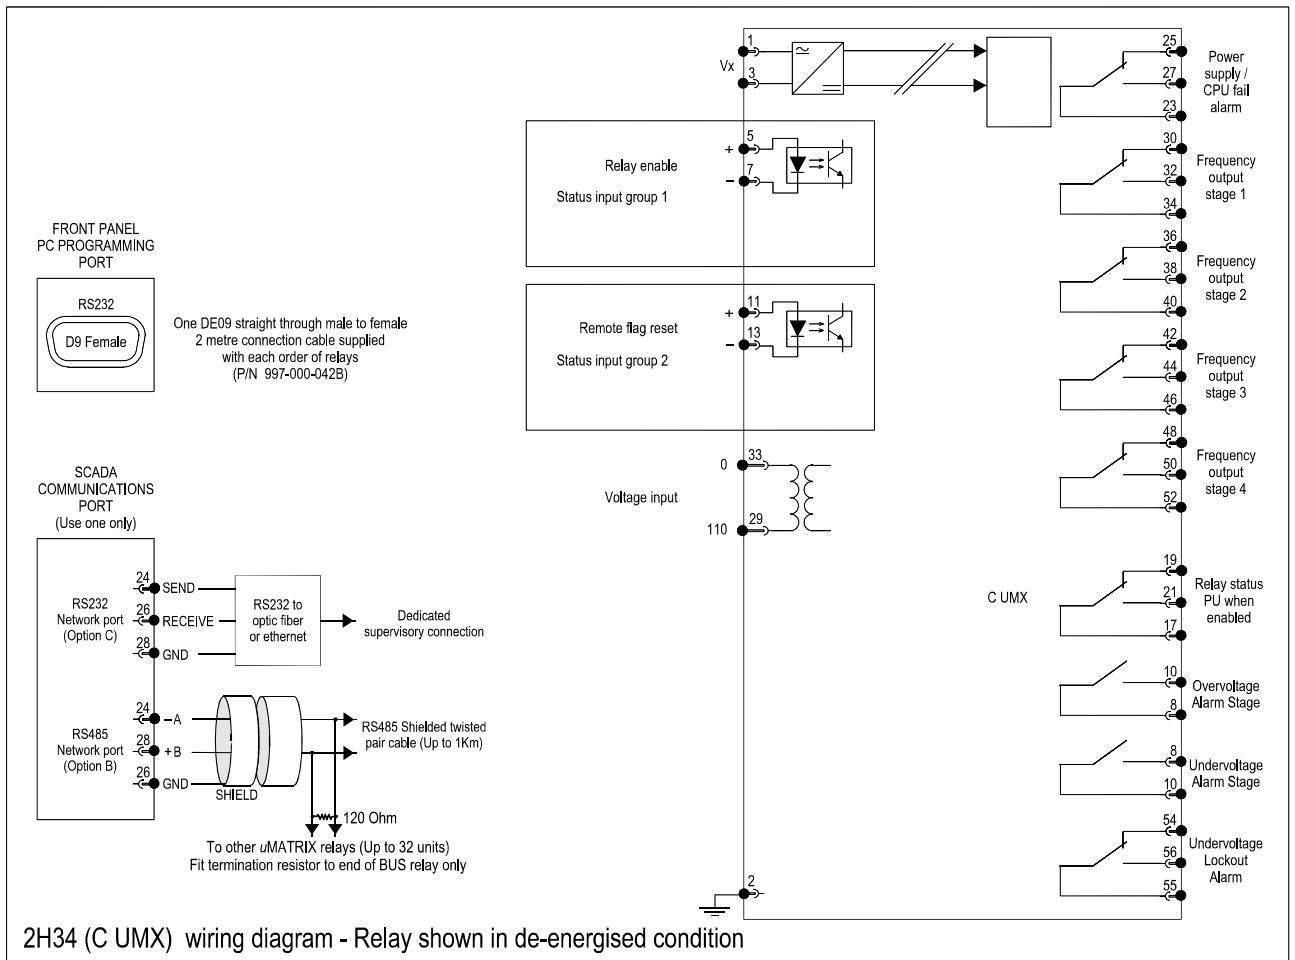 1
Vx
3
25
27
23
Power
supply /
CPU fail
alarm
+ 5
Relay enable
– 7
Status input group 1
30
32
34
Frequency
output
stage 1
36
38
40
Frequency
output
stage 2
+ 11
Remote flag reset
– 13
Status input group 2
42
44
46
Frequency
output
stage 3
48
50
52
Frequency
output
stage 4
0 33
Voltage input
110 29
FRONT PANEL
PC PROGRAMMING
PORT
RS232
D9 Female
One DE09 straight through male to female
2 metre connection cable supplied
with each order of relays
(P/N 997-000-042B)
SCADA
COMMUNICATIONS
PORT
(Use one only)
RS232
Network port
(Option C)
24 SEND
26 RECEIVE
28 GND
RS232 to
optic fiber
or ethernet
Dedicated
supervisory connection
RS485
Network port
(Option B)
24 –A
28 +B
26 GND
SHIELD
RS485 Shielded twisted
pair cable (Up to 1Km)
120 Ohm
To other uMATRIX relays (Up to 32 units)
Fit termination resistor to end of BUS relay only
C UMX
19
21
17
Relay status
PU when
enabled
10
8
Overvoltage
Alarm Stage
8
10
Undervoltage
Alarm Stage
54
56
55
Undervoltage
Lockout
Alarm
2
2H34 (C UMX) wiring diagram - Relay shown in de-energised condition